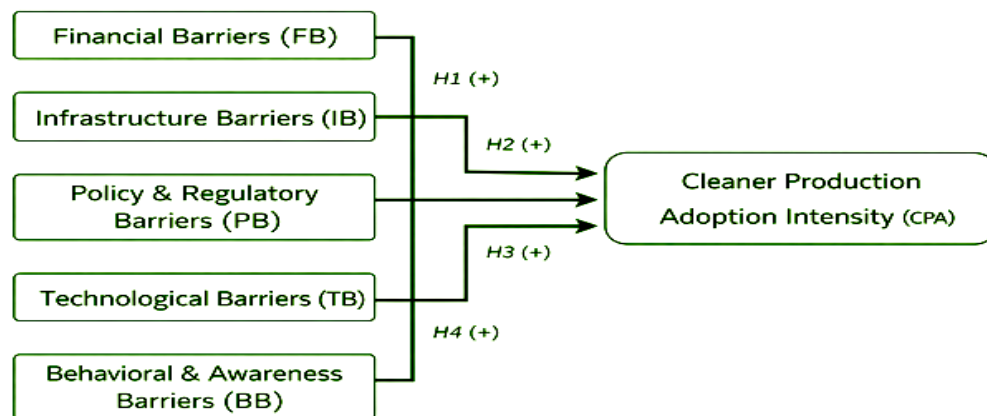 Financial Barriers (FB)
H1 (+)
Infrastructure Barriers (IB)
H2 (+)
Policy & Regulatory
Barriers (PB)
Cleaner Production
Adoption Intensity (CPA)
H3 (+)
Technological Barriers (TB)
H4 (+)
Behavioral & Awareness
Barriers (BB)